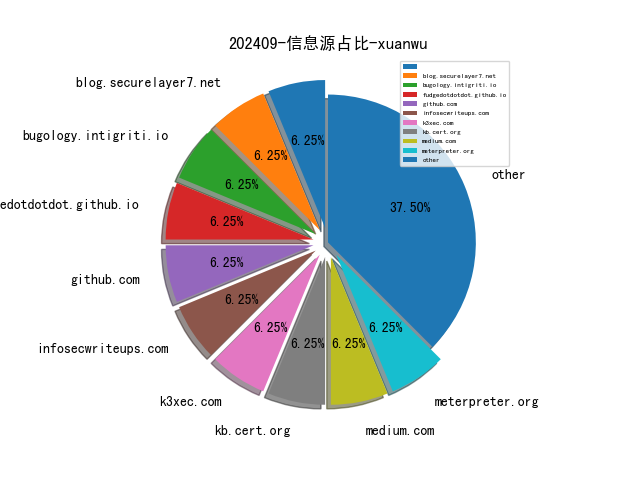 202409-信息源占比-xuanwu
blog.securelayer7.net
bugology.intigriti.io
fudgedotdotdot.github.io
github.com
infosecwriteups.com
k3xec.com
kb.cert.org
medium.com
meterpreter.org
other
blog.securelayer7.net
bugology.intigriti.io
edotdotdot.github.io
github.com
infosecwriteups.com
k3xec.com
kb.cert.org
medium.com
meterpreter.org
other
6.25%
6.25%
6.25%
6.25%
6.25%
6.25%
6.25%
6.25%
6.25%
6.25%
37.50%